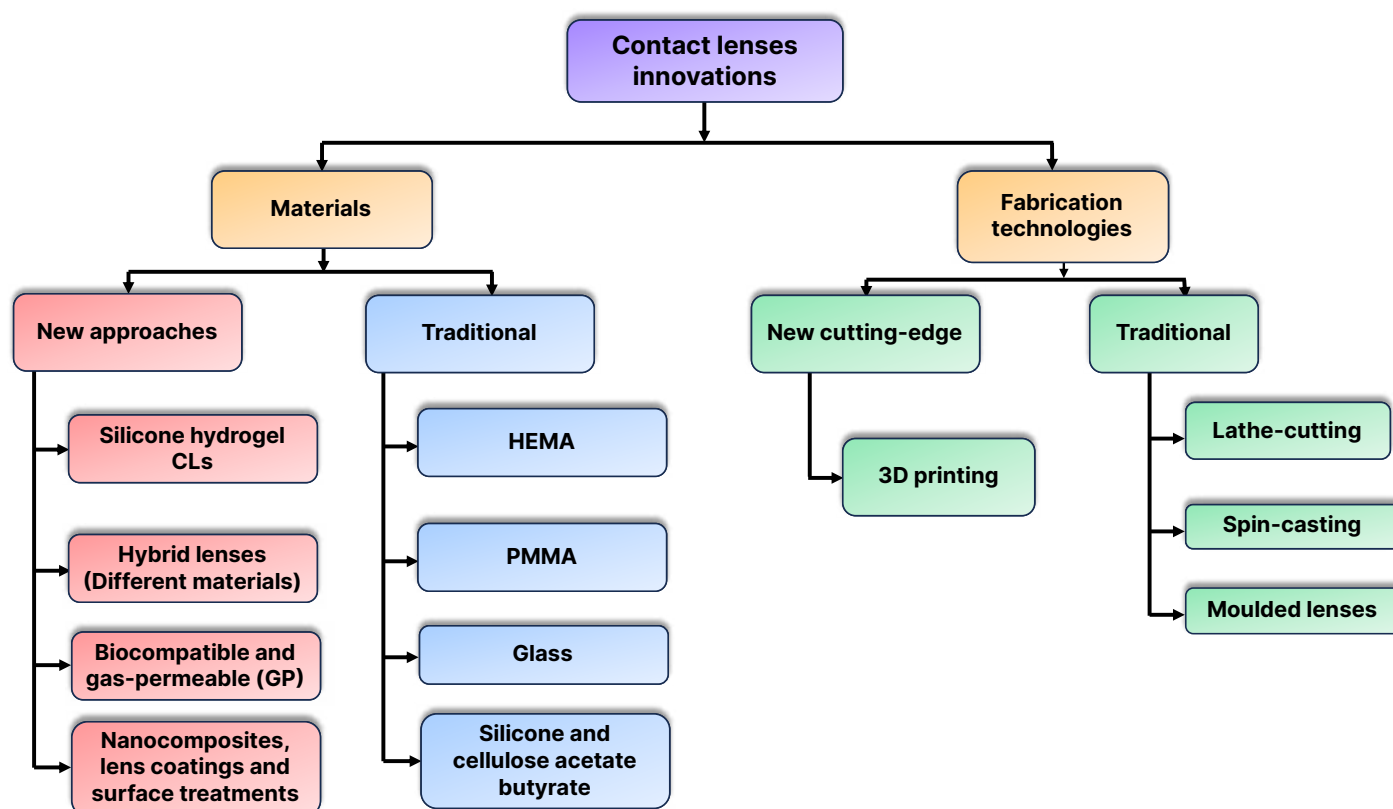 Contact lenses
innovations
Materials
Fabrication
technologies
New approaches
Traditional
New cutting-edge
Traditional
Silicone hydrogel
CLs
Hybrid lenses
(Different materials)
Biocompatible and
gas-permeable (GP)
Nanocomposites,
lens coatings and
surface treatments
HEMA
PMMA
Glass
Silicone and
cellulose acetate
butyrate
3D printing
Lathe-cutting
Spin-casting
Moulded lenses